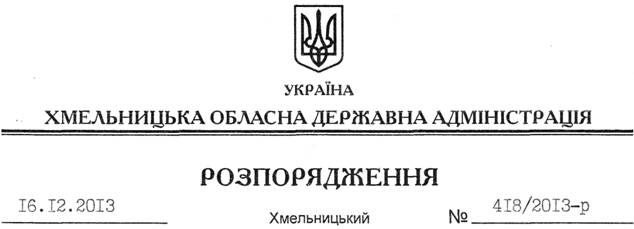 УКРАЇНА
ХМЕЛЬНИЦЬКА ОБЛАСНА ДЕРЖАВНА АДМІНІСТРАЦІЯ
РОЗПОРЯДЖЕННЯ
16.12.2013 Хмельницький № 418/2013-р